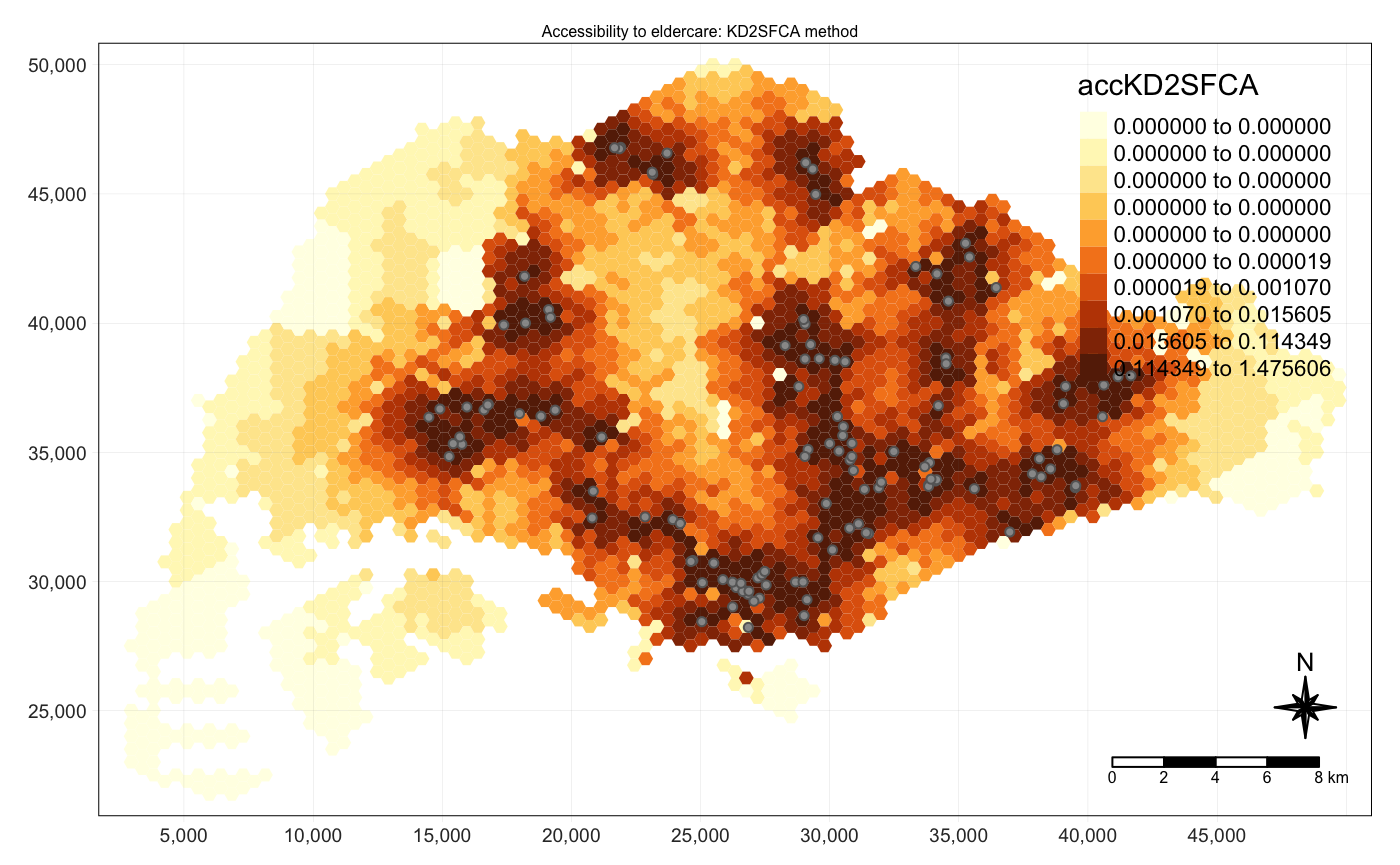 Accessibility to eldercare: KD2SFCA method
50,000
45,000
40,000
35,000
30,000
25,000
accKD2SFCA
0.000000 to 0.000000
0.000000 to 0.000000
0.000000 to 0.000000
0.000000 to 0.000000
0.000000 to 0.000000
0.000000 to 0.000019
0.000019 to 0.001070
0.001070 to 0.015605
0.015605 to 0.114349
0.114349 to 1.475606
N
0 2 4 6 8 km
5,000 10,000 15,000 20,000 25,000 30,000 35,000 40,000 45,000